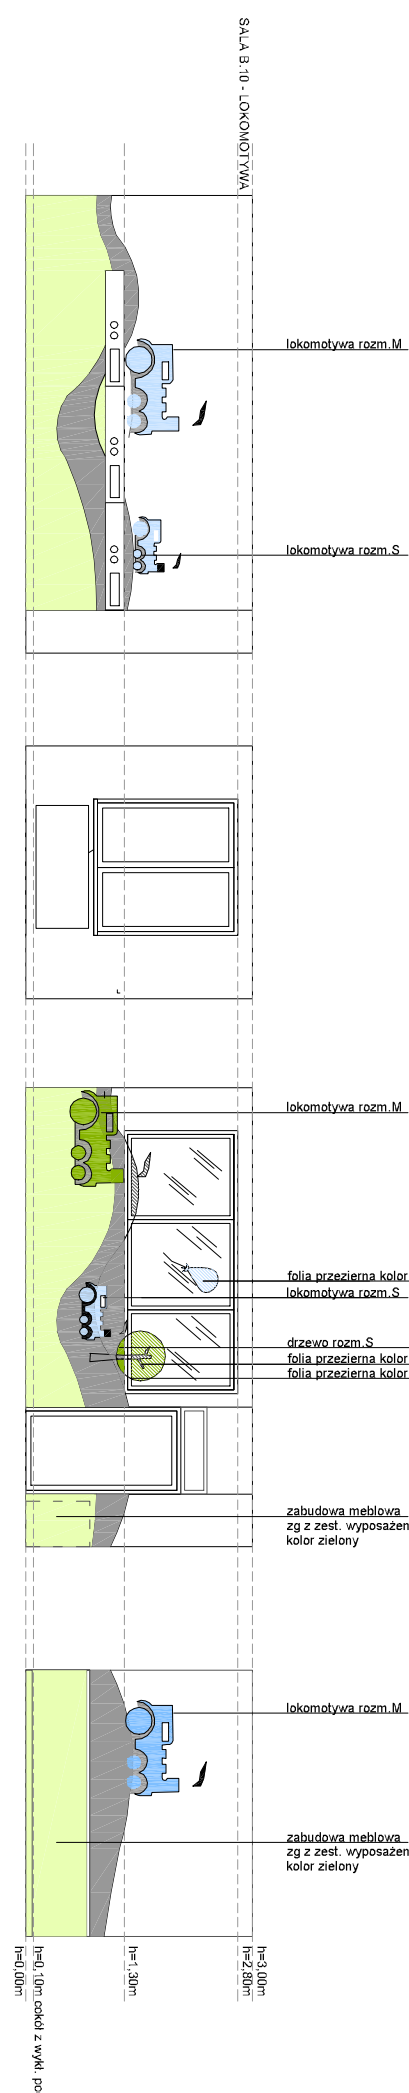 SALA B.10 - LOKOMOTYWA
lokomotywa rozm.M
lokomotywa rozm.S
lokomotywa rozm.M
folia przezierna kolor
lokomotywa rozm.S
drzewo rozm.S
folia przezierna kolor
folia przezierna kolor
zabudowa meblowa
zg z zest. wyposażen
kolor zielony
lokomotywa rozm.M
zabudowa meblowa
zg z zest. wyposażen
kolor zielony
h=3,00m
h=2,80m
h=1,30m
h=0,10m cokół z wykł. po
h=0,00m